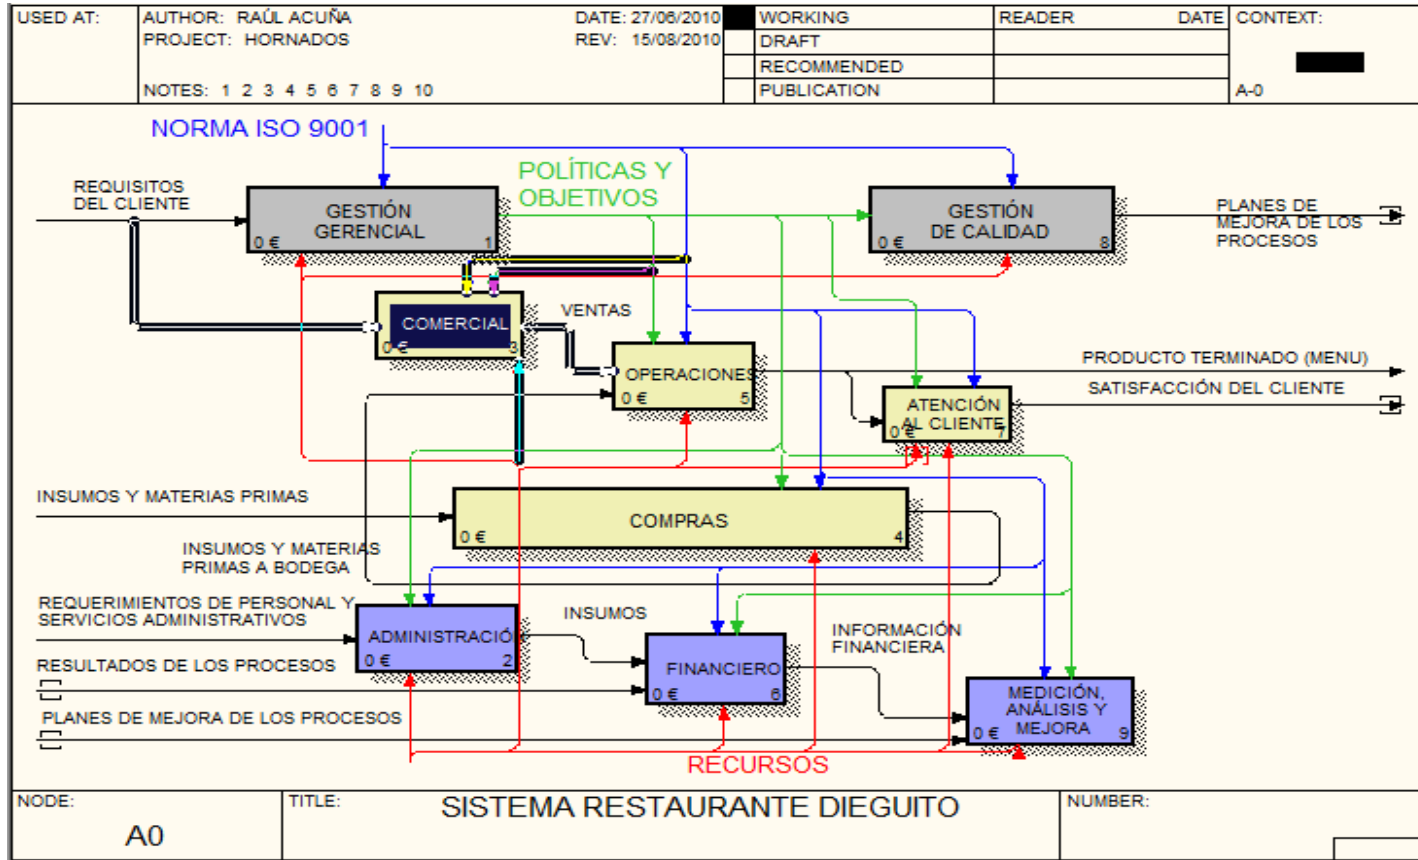 USED AT:
AUTHOR: RAÚL ACUÑA
DATE: 27/06/2010
WORKING
READER
DATE
CONTEXT:
PROJECT: HORNADOS
REV: 15/08/2010
DRAFT
RECOMMENDED
NOTES: 1 2 3 4 5 6 7 8 9 10
PUBLICATION
A-0
NORMA ISO 9001
POLÍTICAS Y
OBJETIVOS
REQUISITOS
DEL CLIENTE
GESTIÓN
GERENCIAL
0 €
1
GESTIÓN
DE CALIDAD
0 €
8
PLANES DE
MEJORA DE LOS
PROCESOS
COMERCIAL
0 €
3
VENTAS
OPERACIONES
0 €
5
PRODUCTO TERMINADO (MENU)
SATISFACCIÓN DEL CLIENTE
ATENCIÓN
AL CLIENTE
0 €
7
INSUMOS Y MATERIAS PRIMAS
COMPRAS
0 €
4
INSUMOS Y MATERIAS
PRIMAS A BODEGA
REQUERIMIENTOS DE PERSONAL Y
SERVICIOS ADMINISTRATIVOS
ADMINISTRACIÓ
0 €
2
INSUMOS
RESULTADOS DE LOS PROCESOS
FINANCIERO
0 €
6
INFORMACIÓN
FINANCIERA
PLANES DE MEJORA DE LOS PROCESOS
MEDICIÓN,
ANÁLISIS Y
MEJORA
0 €
9
RECURSOS
NODE:
A0
TITLE:
SISTEMA RESTAURANTE DIEGUITO
NUMBER: